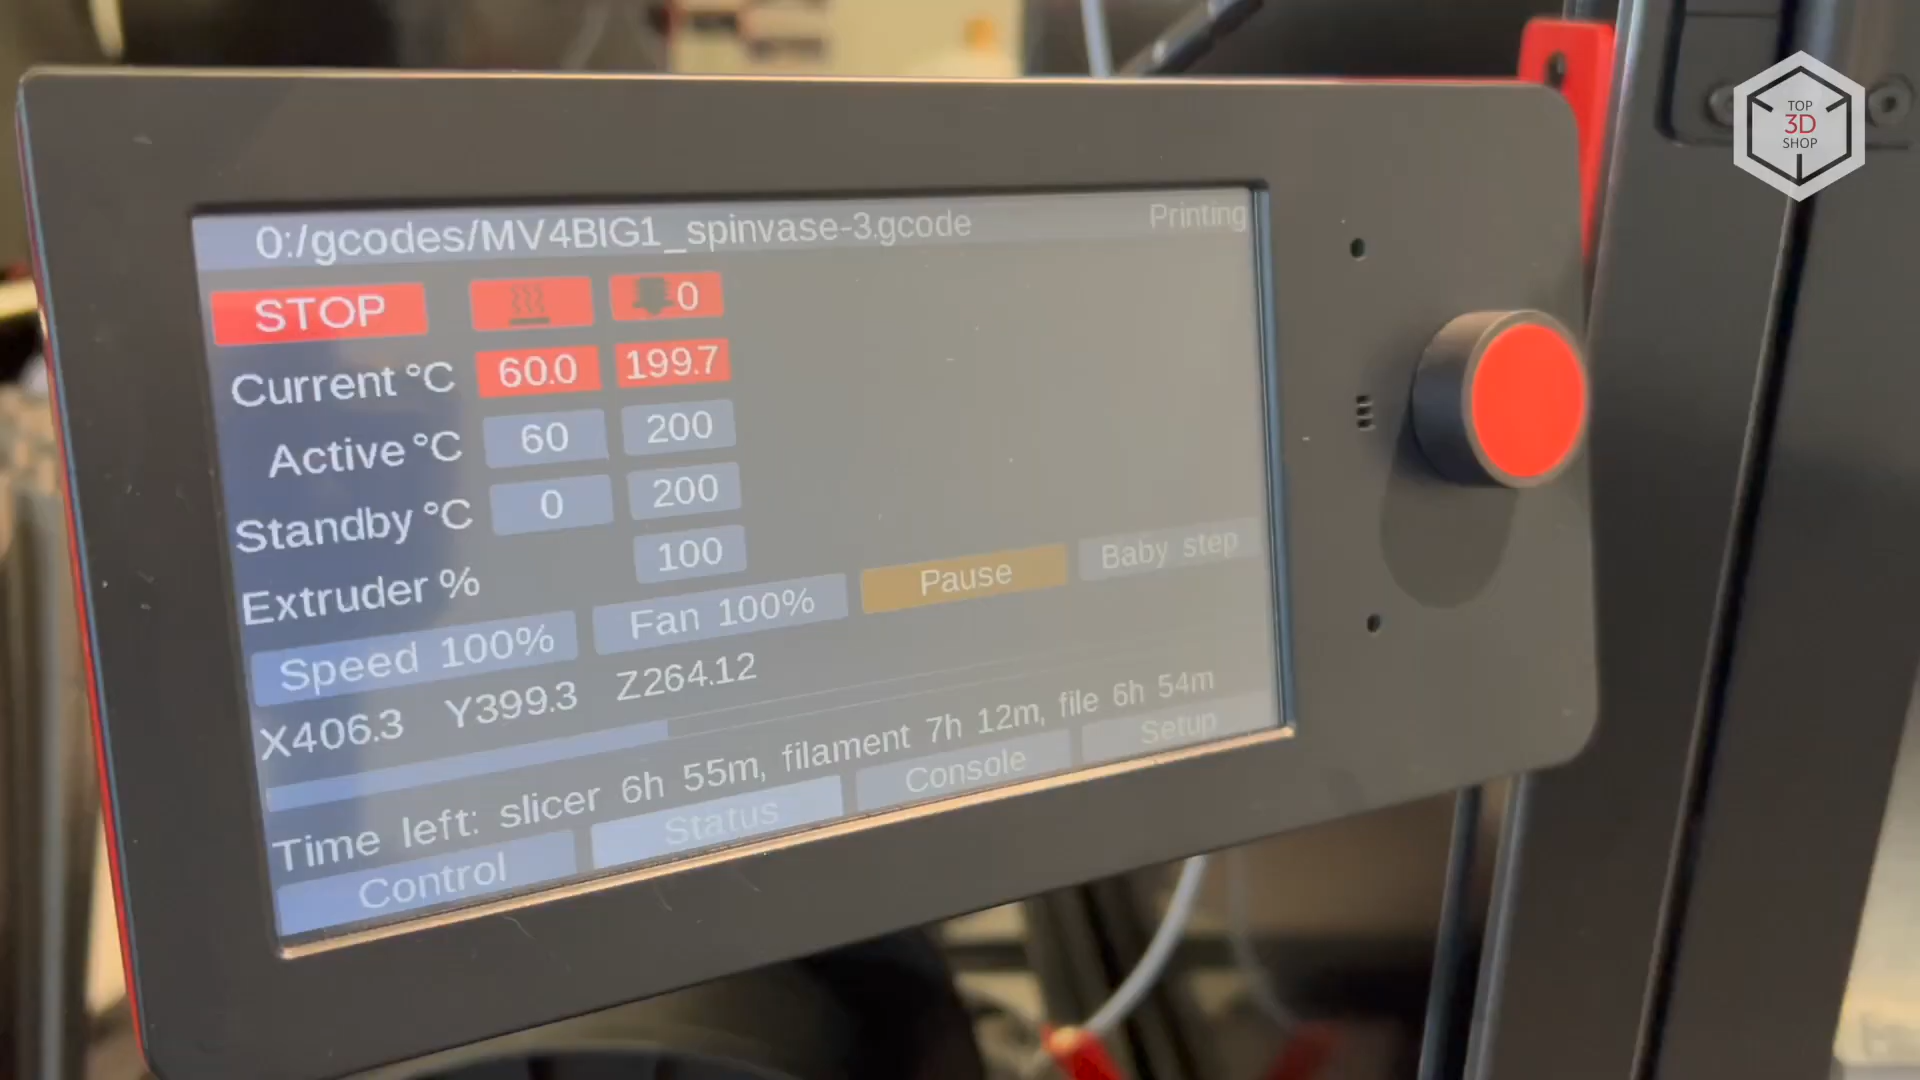 0:/gcodes/MV4BIG1_spinvase-3.gcode Printing
STOP 0
Current °C 60.0 199.7
Active °C 60 200
Standby °C 0 200
Extruder % 100
Speed 100% Fan 100% Pause Baby step
X406.3 Y399.3 Z264.12
Time left: slicer 6h 55m, filament 7h 12m, file 6h 54m
Control Status Console Setup
TOP
3D
SHOP